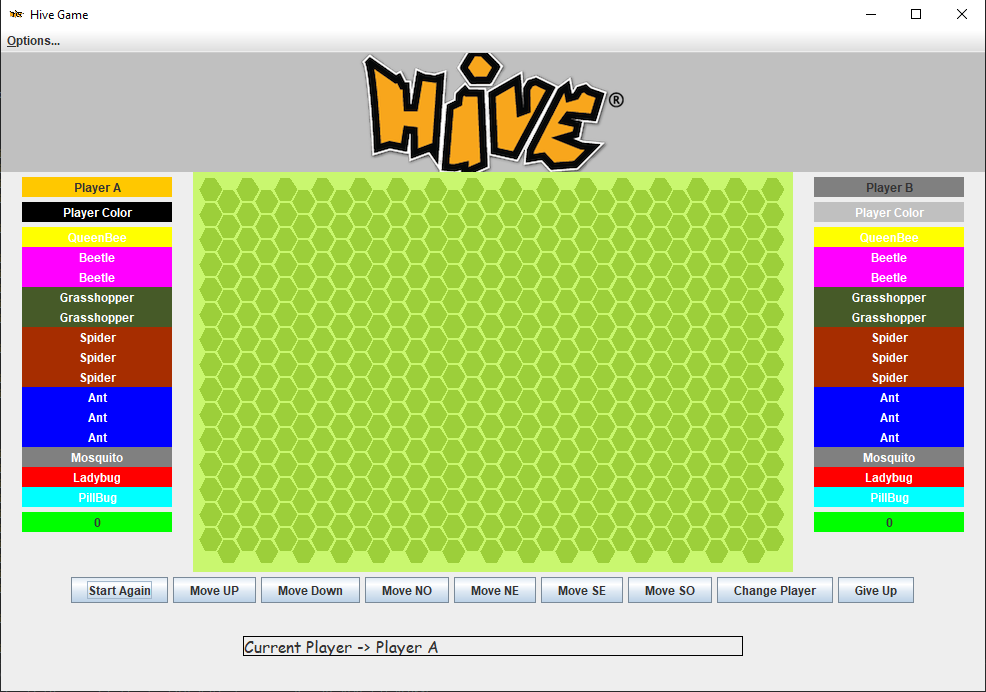 Hive Game
Options...
HIVE®
Player A
Player Color
QueenBee
Beetle
Beetle
Grasshopper
Grasshopper
Spider
Spider
Spider
Ant
Ant
Ant
Mosquito
Ladybug
PillBug
0
Player B
Player Color
QueenBee
Beetle
Beetle
Grasshopper
Grasshopper
Spider
Spider
Spider
Ant
Ant
Ant
Mosquito
Ladybug
PillBug
0
Start Again Move UP Move Down Move NO Move NE Move SE Move SO Change Player Give Up
Current Player -> Player A